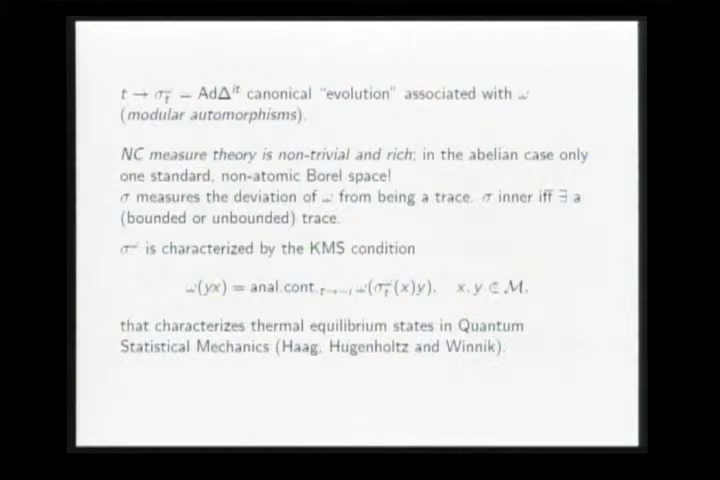 t → σ_t^ω = AdΔ^{it} canonical "evolution" associated with ω
(modular automorphisms).
NC measure theory is non-trivial and rich; in the abelian case only
one standard, non-atomic Borel space!
σ measures the deviation of ω from being a trace. σ inner iff ∃ a
(bounded or unbounded) trace.
σ^ω is characterized by the KMS condition
ω(yx) = anal.cont._{t→-i} ω(σ_t^ω(x)y), x, y ∈ M.
that characterizes thermal equilibrium states in Quantum
Statistical Mechanics (Haag, Hugenholtz and Winnik).